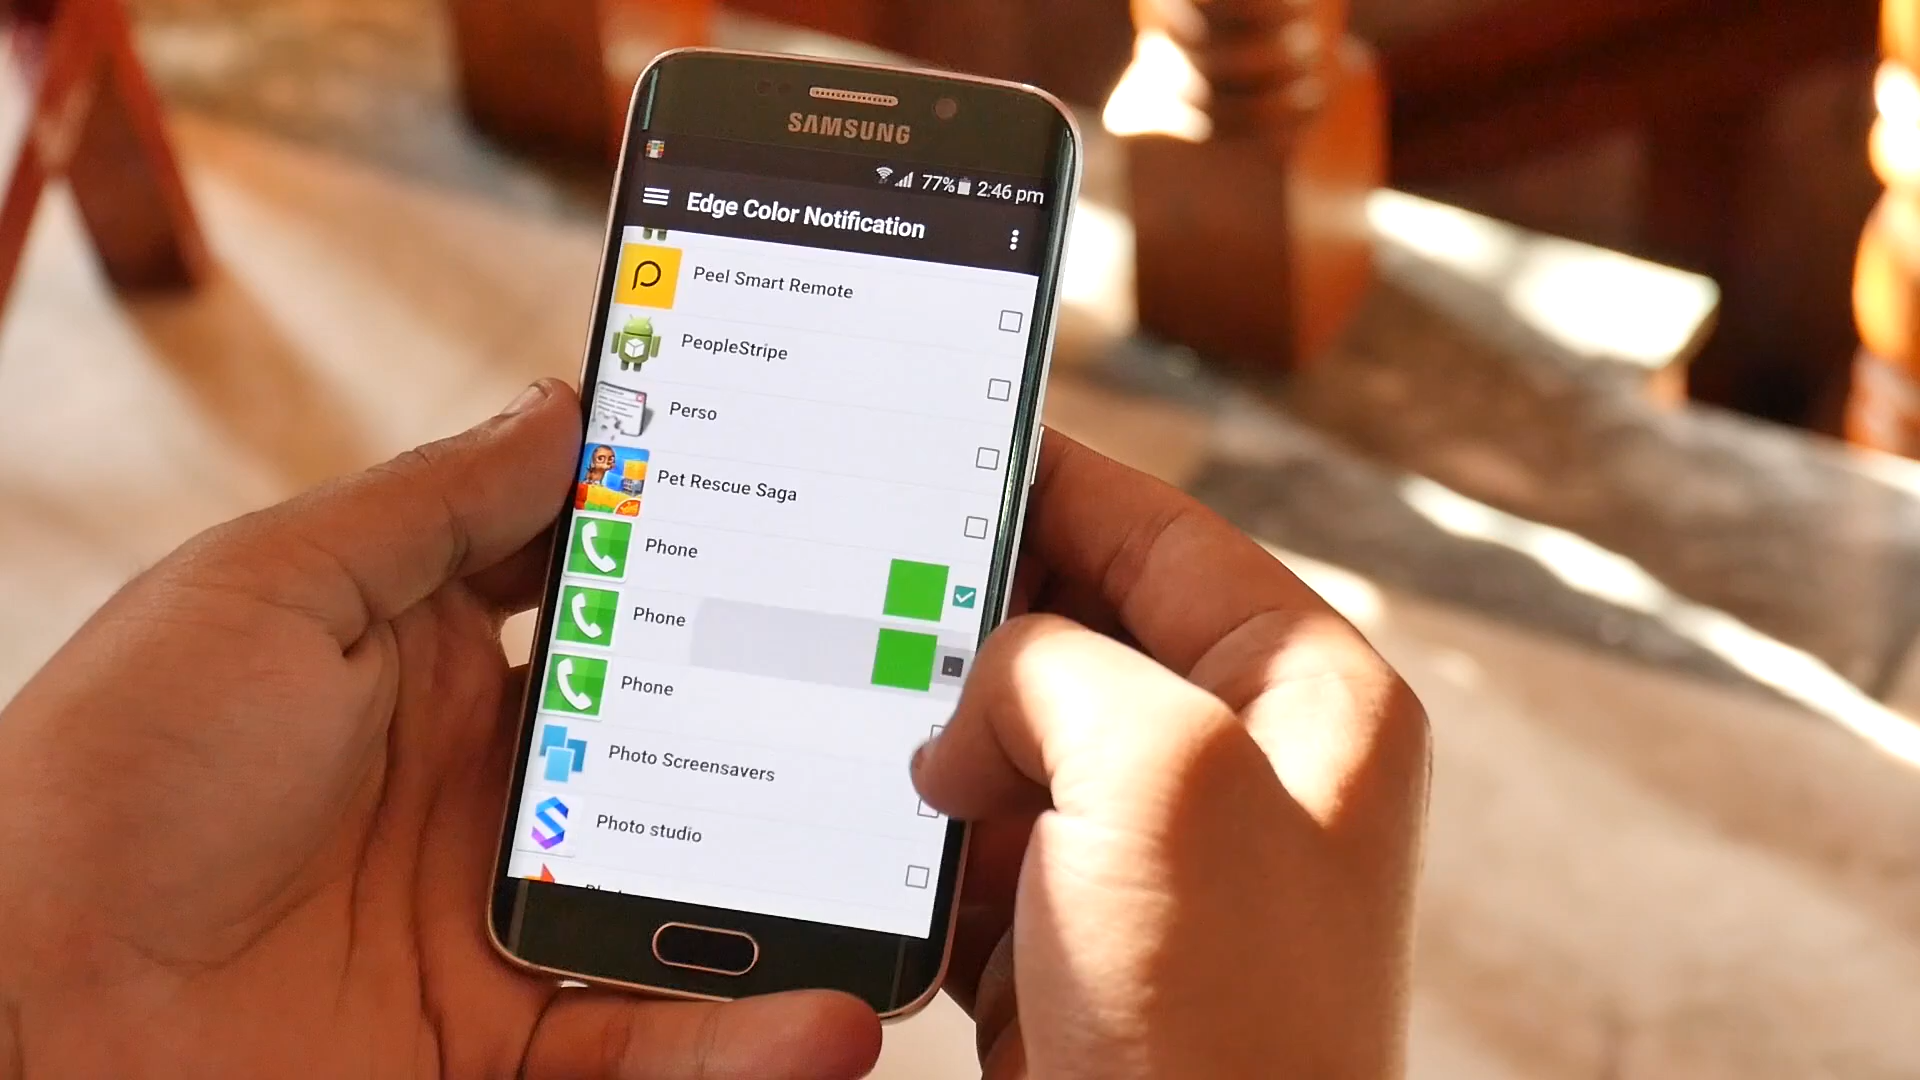 SAMSUNG
77% 2:46 pm
Edge Color Notification
Peel Smart Remote
PeopleStripe
Perso
Pet Rescue Saga
Phone
Phone
Phone
Photo Screensavers
Photo studio